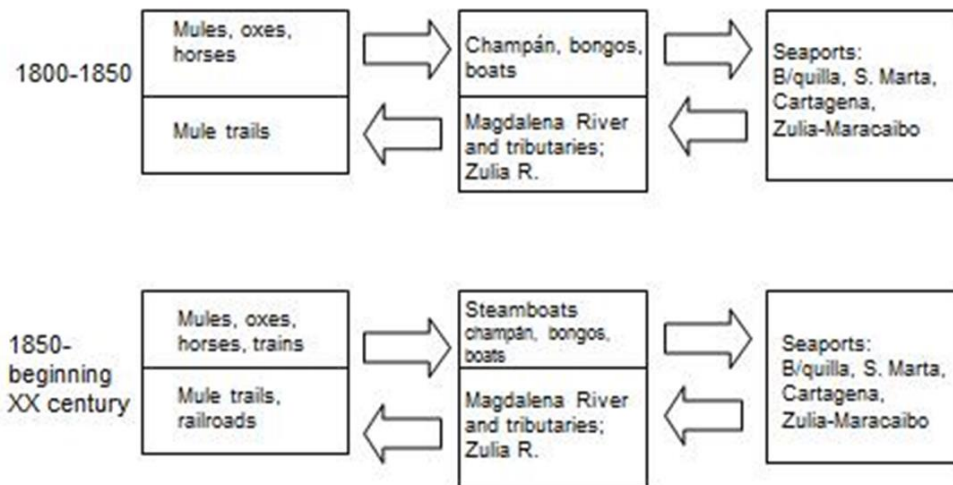 1800-1850
Mules, oxes,
horses
Mule trails
Champán, bongos,
boats
Magdalena River
and tributaries;
Zulia R.
Seaports:
B/quilla, S. Marta,
Cartagena,
Zulia-Maracaibo
1850-
beginning
XX century
Mules, oxes,
horses, trains
Mule trails,
railroads
Steamboats
champán, bongos,
boats
Magdalena River
and tributaries;
Zulia R.
Seaports:
B/quilla, S. Marta,
Cartagena,
Zulia-Maracaibo